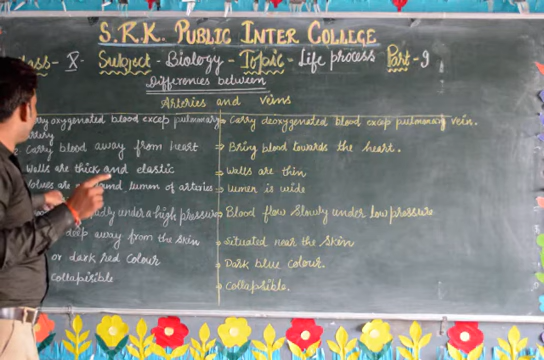 S.R.K. Public Inter College
Class - X. Subject - Biology - Topic - Life process Part - 9
Differences between
Arteries and veins
oxygenated blood excep pulmonary Carry deoxygenated blood excep pulmonary vein.
artery
Carry blood away from heart Bring blood towards the heart.
Walls are thick and elastic Walls are thin
lumen of arteries lumen is wide
under a high pressure Blood flow slowly under low pressure
deep away from the skin Situated near the skin
or dark red colour Dark blue colour.
Collapsible Collapsible.